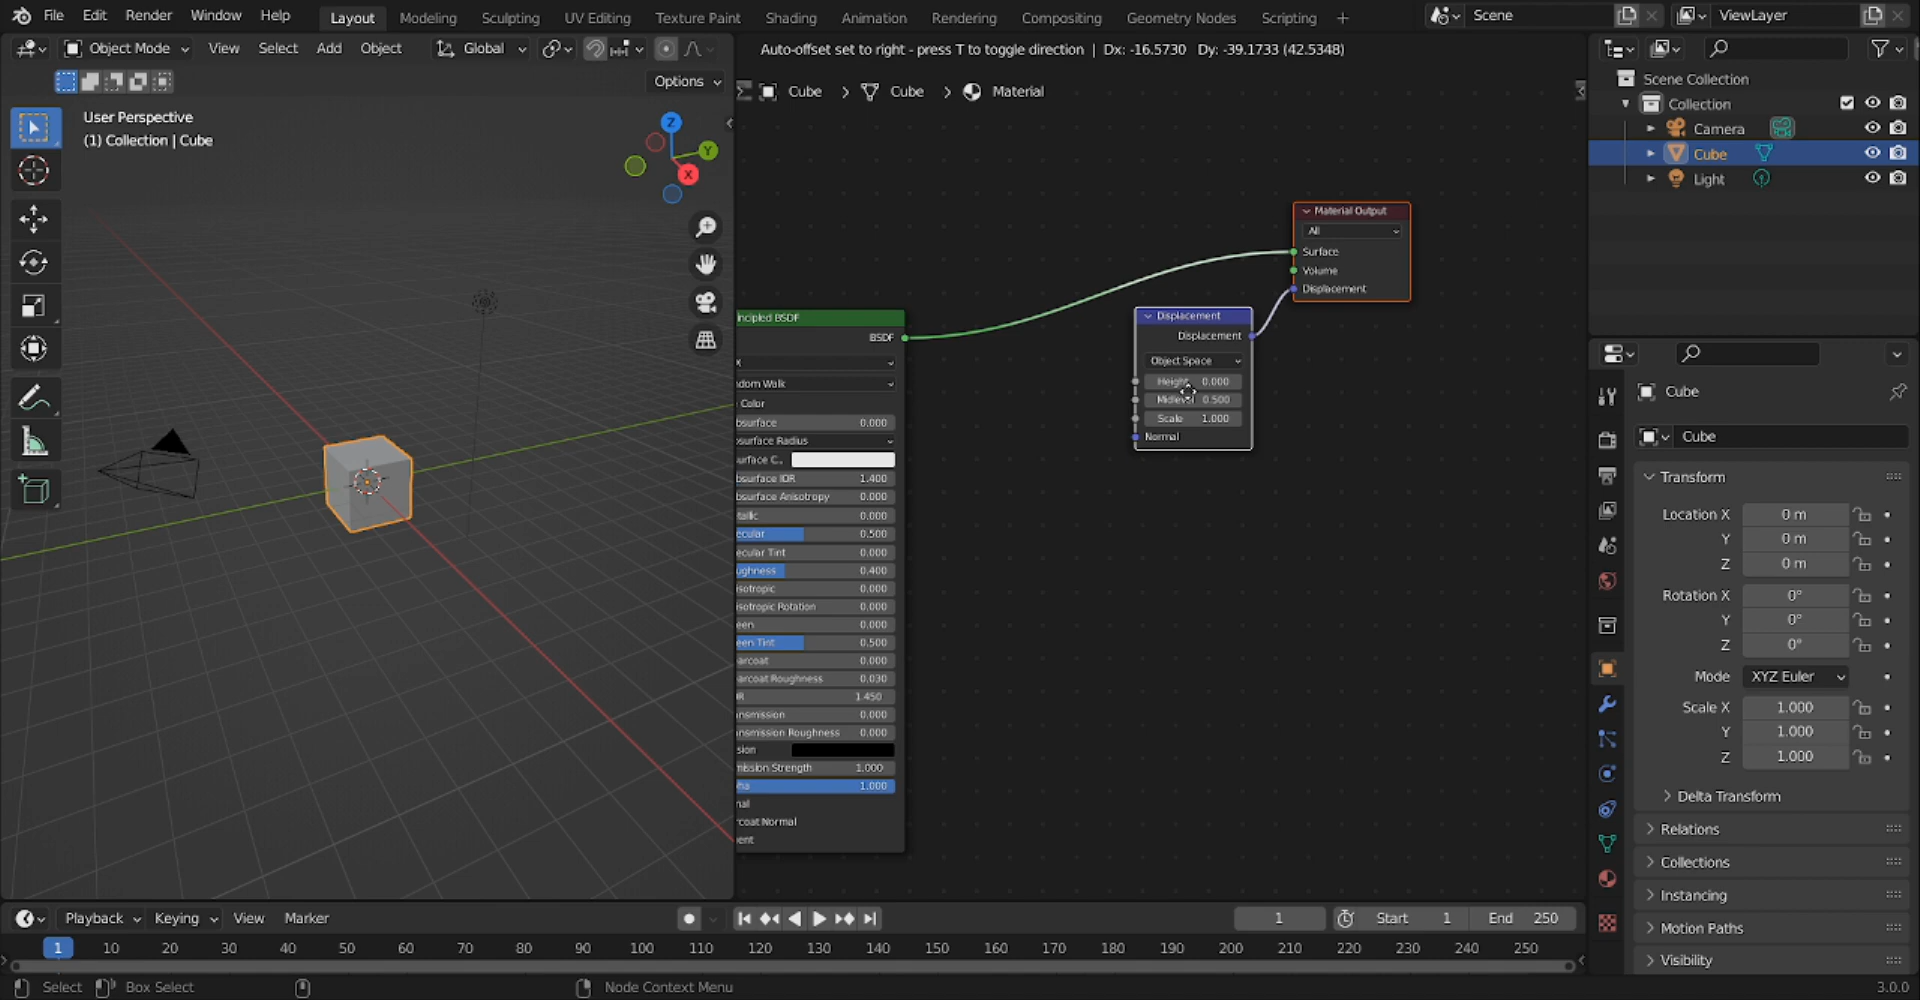 File Edit Render Window Help Layout Modeling Sculpting UV Editing Texture Paint Shading Animation Rendering Compositing Geometry Nodes Scripting + Scene ViewLayer
Object Mode View Select Add Object Global
Auto-offset set to right - press T to toggle direction | Dx: -16.5730 Dy: -39.1733 (42.5348)
Options
Cube > Cube > Material
User Perspective
(1) Collection | Cube
Z
Y
X
Material Output
All
Surface
Volume
Displacement
Displacement
Displacement
Object Space
Height 0.000
0.500
Scale 1.000
Normal
incipled BSDF
BSDF
X
ndom Walk
Color
bsurface 0.000
bsurface Radius
urface C..
bsurface IOR 1.400
bsurface Anisotropy 0.000
tallic 0.000
ecular 0.500
ecular Tint 0.000
ughness 0.400
isotropic 0.000
isotropic Rotation 0.000
een 0.000
een Tint 0.500
arcoat 0.000
arcoat Roughness 0.030
R 1.450
ansmission 0.000
ansmission Roughness 0.000
sion
mission Strength 1.000
ha 1.000
nal
rcoat Normal
ent
Scene Collection
Collection
Camera
Cube
Light
Cube
Cube
Transform
Location X 0 m
Y 0 m
Z 0 m
Rotation X 0°
Y 0°
Z 0°
Mode XYZ Euler
Scale X 1.000
Y 1.000
Z 1.000
Delta Transform
Relations
Collections
Instancing
Motion Paths
Visibility
Playback Keying View Marker 1 Start 1 End 250
1 10 20 30 40 50 60 70 80 90 100 110 120 130 140 150 160 170 180 190 200 210 220 230 240 250
Select Box Select Node Context Menu 3.0.0